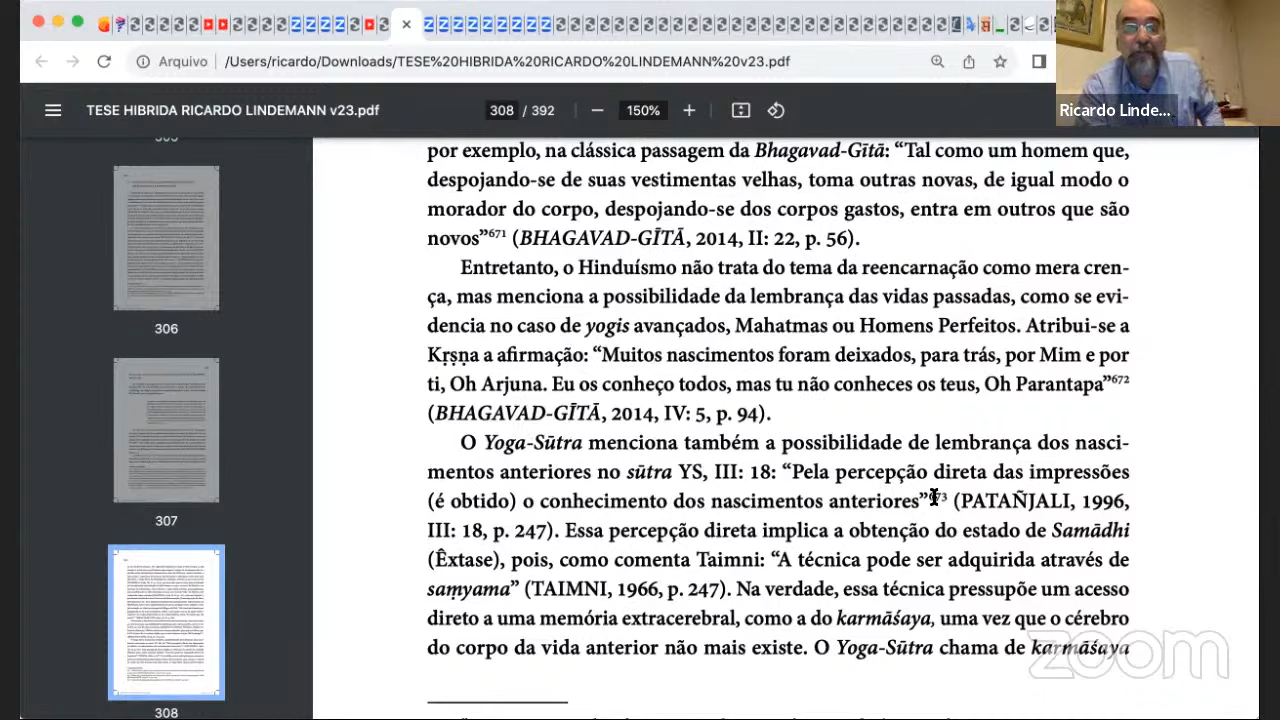 Arquivo /Users/ricardo/Downloads/TESE%20HIBRIDA%20RICARDO%20LINDEMANN%20v23.pdf
TESE HIBRIDA RICARDO LINDEMANN v23.pdf
308 / 392
150%
Ricardo Linde...
por exemplo, na clássica passagem da Bhagavad-Gītā: “Tal como um homem que,
despojando-se de suas vestimentas velhas, toma outras novas, de igual modo o
morador do corpo, despojando-se dos corpos gastos, entra em outros que são
novos”671 (BHAGAVAD-GĪTĀ, 2014, II: 22, p. 56).
Entretanto, o Hinduísmo não trata do tema da reencarnação como mera cren-
ça, mas menciona a possibilidade da lembrança das vidas passadas, como se evi-
dencia no caso de yogis avançados, Mahatmas ou Homens Perfeitos. Atribui-se a
Kṛṣṇa a afirmação: “Muitos nascimentos foram deixados, para trás, por Mim e por
ti, Oh Arjuna. Eu os começo todos, mas tu não conheces os teus, Oh Parantapa”672
(BHAGAVAD-GĪTĀ, 2014, IV: 5, p. 94).
O Yoga-Sūtra menciona também a possibilidade de lembrança dos nasci-
mentos anteriores no sūtra YS, III: 18: “Pela percepção direta das impressões
(é obtido) o conhecimento dos nascimentos anteriores”673 (PATAÑJALI, 1996,
III: 18, p. 247). Essa percepção direta implica a obtenção do estado de Samādhi
(Êxtase), pois, como comenta Taimni: “A técnica pode ser adquirida através de
saṃyama” (TAIMNI, 1966, p. 247). Na verdade, essa técnica pressupõe um acesso
direto a uma memória extracerebral, como a do karmāśaya, uma vez que o cérebro
do corpo da vida anterior não mais existe. O Yoga-Sūtra chama de karmāśaya
306
307
308
zoom